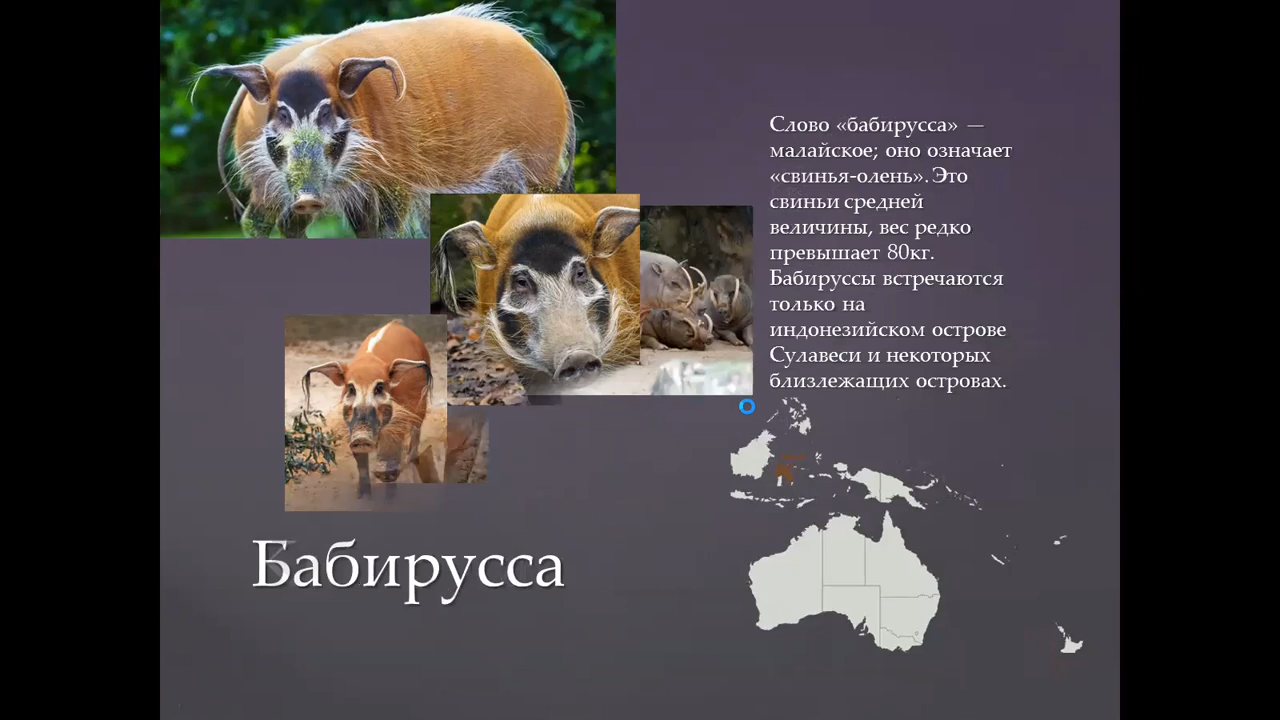 Слово «бабирусса» —
малайское; оно означает
«свинья-олень». Это
свиньи средней
величины, вес редко
превышает 80кг.
Бабируссы встречаются
только на
индонезийском острове
Сулавеси и некоторых
близлежащих островах.
Бабирусса